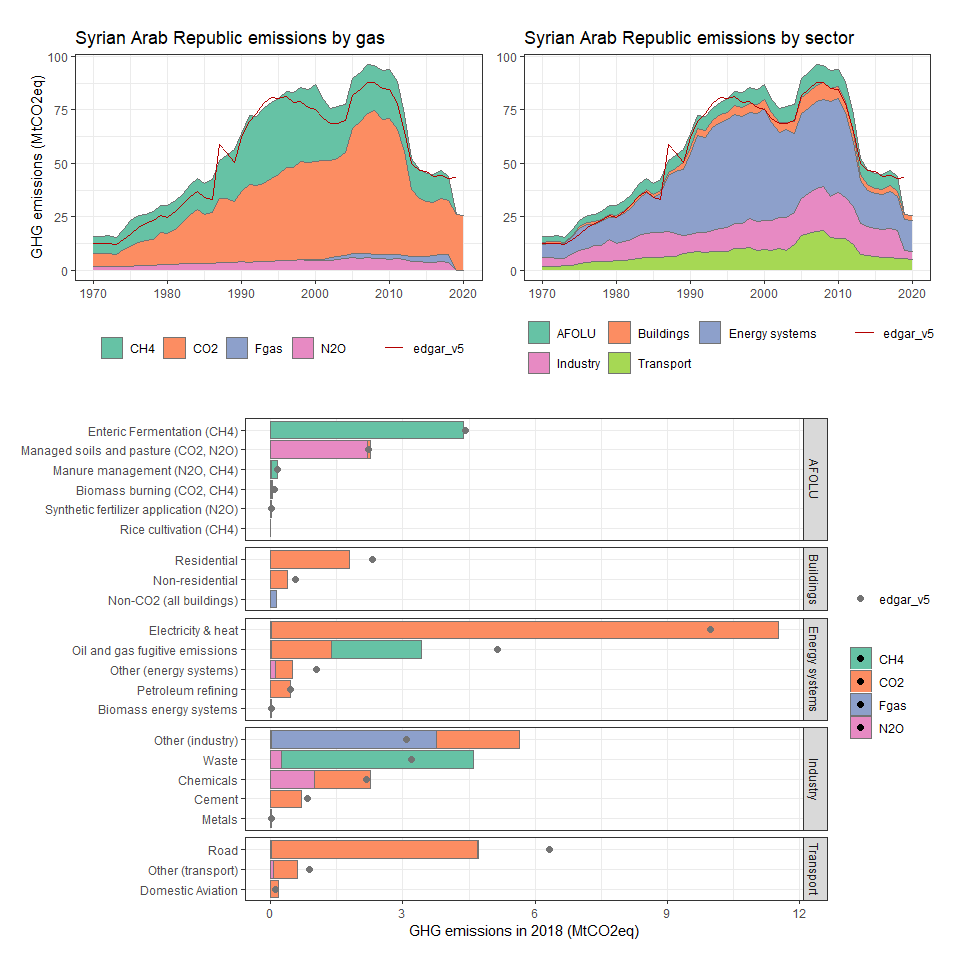 Syrian Arab Republic emissions by gas
GHG emissions (MtCO2eq)
100
75
50
25
0
1970 1980 1990 2000 2010 2020
CH4 CO2 Fgas N2O edgar_v5
Syrian Arab Republic emissions by sector
100
75
50
25
0
1970 1980 1990 2000 2010 2020
AFOLU Buildings Energy systems edgar_v5
Industry Transport
Enteric Fermentation (CH4)
Managed soils and pasture (CO2, N2O)
Manure management (N2O, CH4)
Biomass burning (CO2, CH4)
Synthetic fertilizer application (N2O)
Rice cultivation (CH4)
AFOLU
Residential
Non-residential
Non-CO2 (all buildings)
Buildings
Electricity & heat
Oil and gas fugitive emissions
Other (energy systems)
Petroleum refining
Biomass energy systems
Energy systems
Other (industry)
Waste
Chemicals
Cement
Metals
Industry
Road
Other (transport)
Domestic Aviation
Transport
0 3 6 9 12
GHG emissions in 2018 (MtCO2eq)
edgar_v5
CH4
CO2
Fgas
N2O